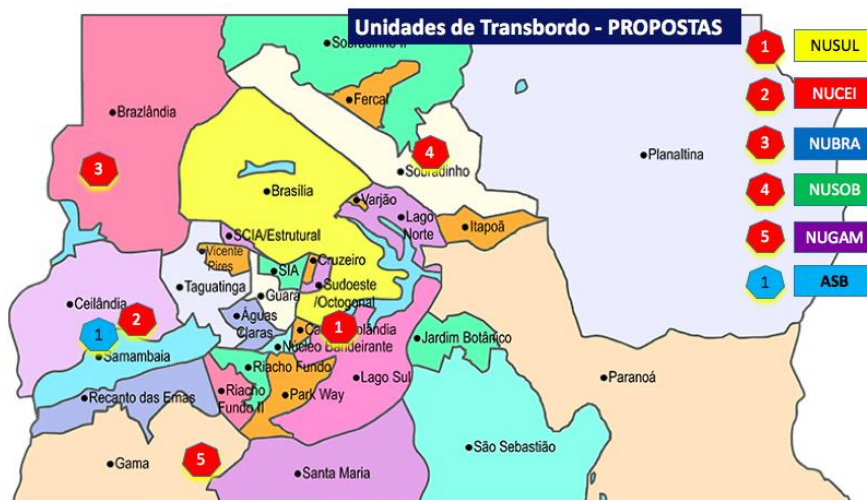 Unidades de Transbordo - PROPOSTAS
1 NUSUL
2 NUCEI
3 NUBRA
4 NUSOB
5 NUGAM
1 ASB
Sobradinho II
Fercal
Brazlândia
3
4
Sobradinho
Planaltina
Brasília
Varjão
Lago
Norte
Itapoã
SCIA/Estrutural
Vicente
Pires
Cruzeiro
SIA
Taguatinga
Guará
Sudoeste
/Octogonal
Ceilândia
2
1
Águas
Claras
1
Núcleo Bandeirante
Jardim Botânico
Samambaia
Riacho Fundo
Lago Sul
Paranoá
Recanto das Emas
Riacho
Fundo II
Park Way
São Sebastião
Gama
5
Santa Maria